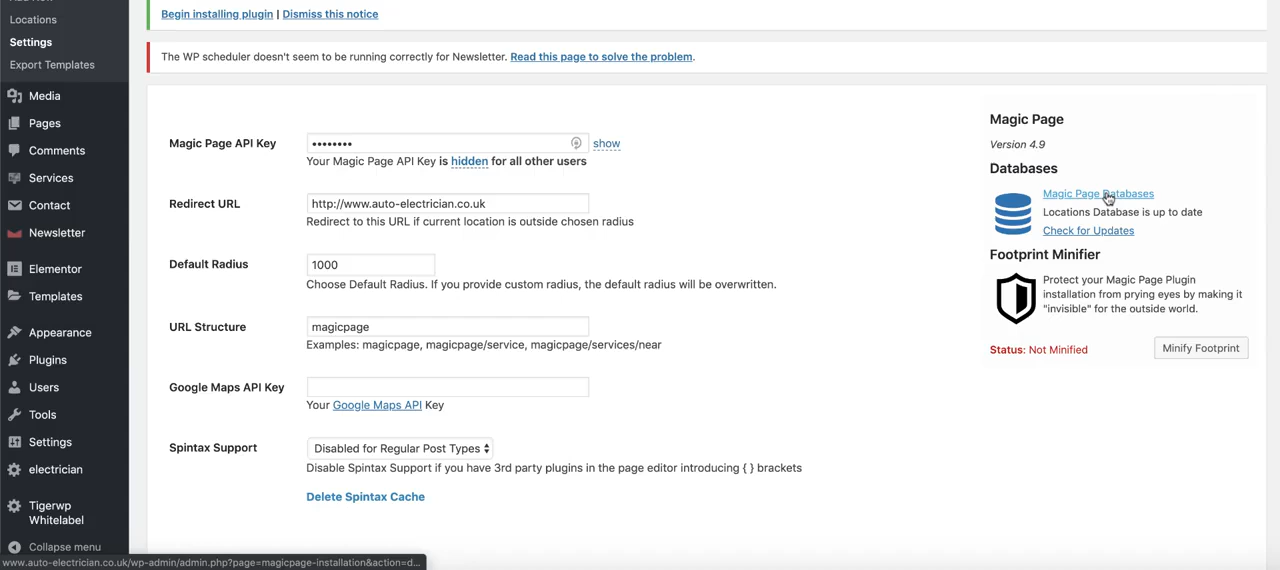 Locations
Settings
Export Templates
Media
Pages
Comments
Services
Contact
Newsletter
Elementor
Templates
Appearance
Plugins
Users
Tools
Settings
electrician
Tigerwp
Whitelabel
Collapse menu
Begin installing plugin | Dismiss this notice
The WP scheduler doesn't seem to be running correctly for Newsletter. Read this page to solve the problem.
Magic Page API Key
•••••••• show
Your Magic Page API Key is hidden for all other users
Redirect URL
http://www.auto-electrician.co.uk
Redirect to this URL if current location is outside chosen radius
Default Radius
1000
Choose Default Radius. If you provide custom radius, the default radius will be overwritten.
URL Structure
magicpage
Examples: magicpage, magicpage/service, magicpage/services/near
Google Maps API Key
Your Google Maps API Key
Spintax Support
Disabled for Regular Post Types
Disable Spintax Support if you have 3rd party plugins in the page editor introducing { } brackets
Delete Spintax Cache
Magic Page
Version 4.9
Databases
Magic Page Databases
Locations Database is up to date
Check for Updates
Footprint Minifier
Protect your Magic Page Plugin
installation from prying eyes by making it
"invisible" for the outside world.
Status: Not Minified
Minify Footprint
www.auto-electrician.co.uk/wp-admin/admin.php?page=magicpage-installation&action=d...